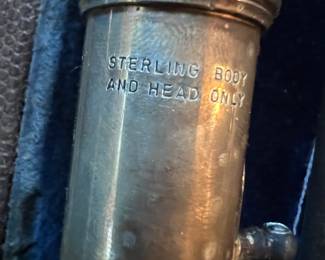 STERLING BODY
AND HEAD ONLY